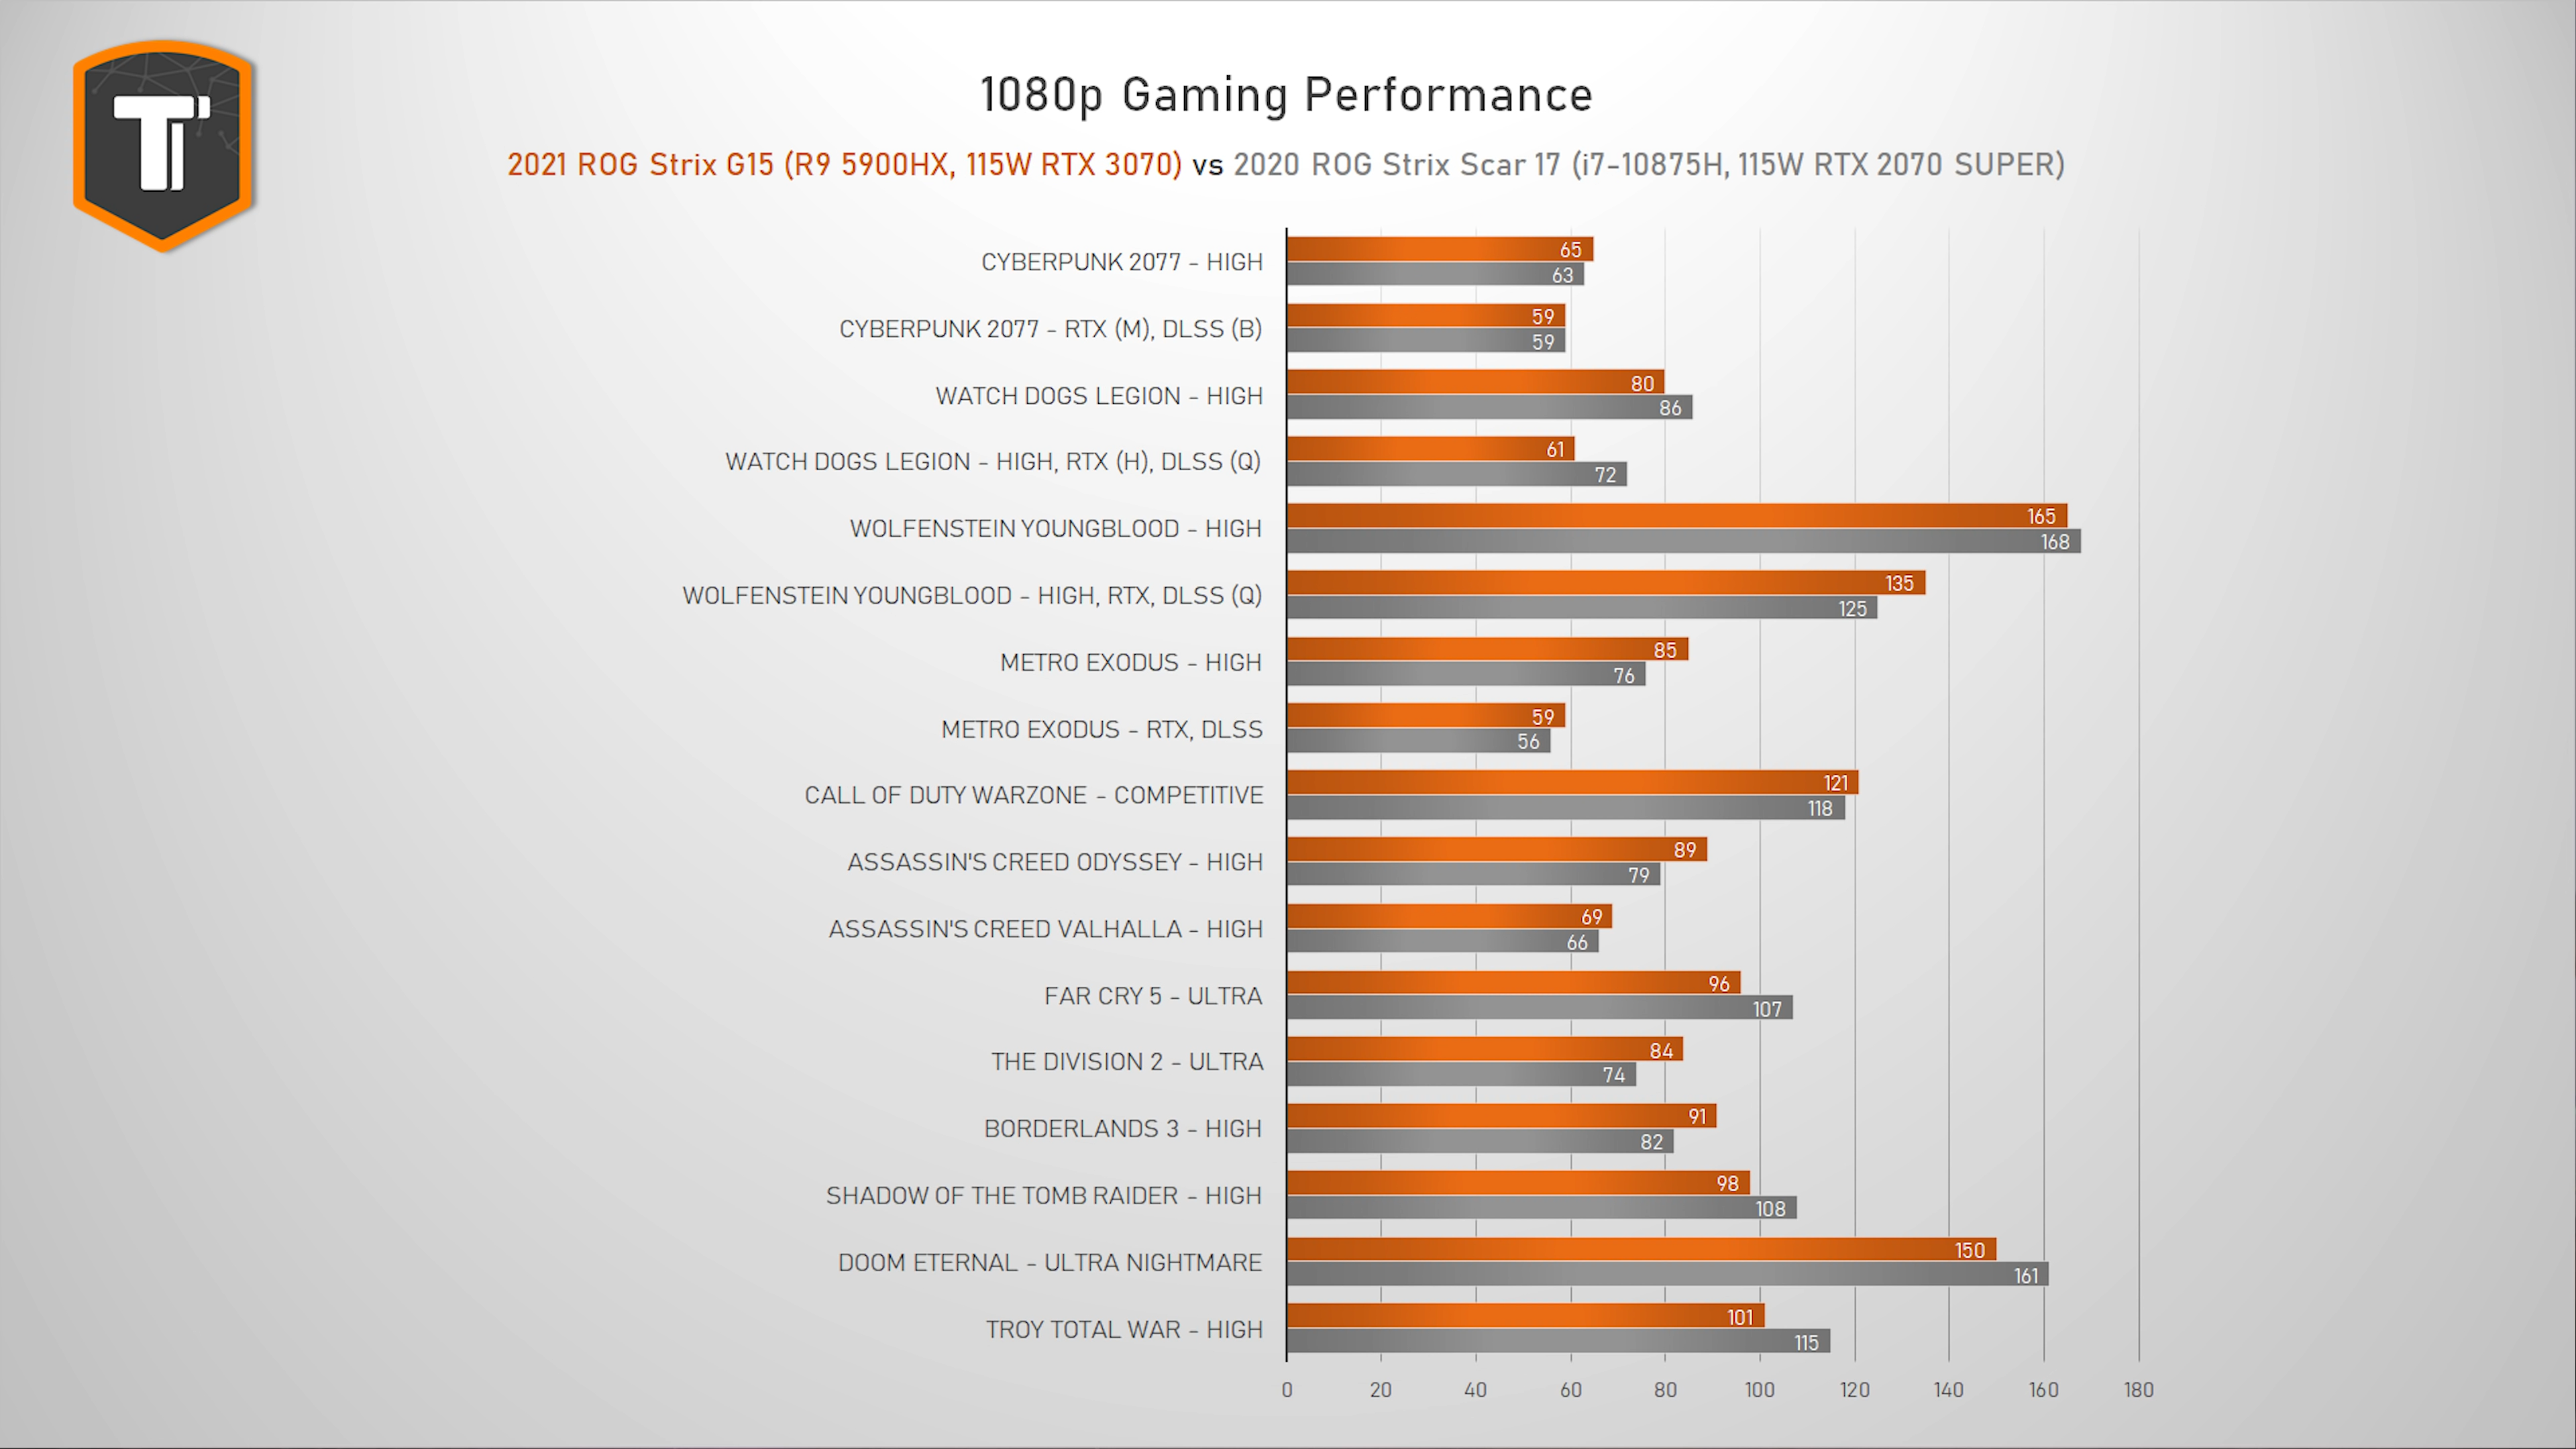 1080p Gaming Performance
2021 ROG Strix G15 (R9 5900HX, 115W RTX 3070) vs 2020 ROG Strix Scar 17 (i7-10875H, 115W RTX 2070 SUPER)
CYBERPUNK 2077 - HIGH
65
63
CYBERPUNK 2077 - RTX (M), DLSS (B)
59
59
WATCH DOGS LEGION - HIGH
80
86
WATCH DOGS LEGION - HIGH, RTX (H), DLSS (Q)
61
72
WOLFENSTEIN YOUNGBLOOD - HIGH
165
168
WOLFENSTEIN YOUNGBLOOD - HIGH, RTX, DLSS (Q)
135
125
METRO EXODUS - HIGH
85
76
METRO EXODUS - RTX, DLSS
59
56
CALL OF DUTY WARZONE - COMPETITIVE
121
118
ASSASSIN'S CREED ODYSSEY - HIGH
89
79
ASSASSIN'S CREED VALHALLA - HIGH
69
66
FAR CRY 5 - ULTRA
96
107
THE DIVISION 2 - ULTRA
84
74
BORDERLANDS 3 - HIGH
91
82
SHADOW OF THE TOMB RAIDER - HIGH
98
108
DOOM ETERNAL - ULTRA NIGHTMARE
150
161
TROY TOTAL WAR - HIGH
101
115
0 20 40 60 80 100 120 140 160 180